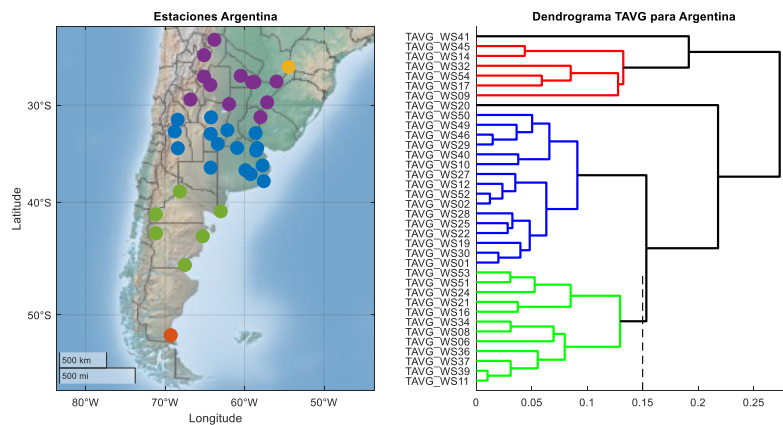 Estaciones Argentina
30°S
40°S
50°S
Latitude
500 km
500 mi
80°W 70°W 60°W 50°W
Longitude
Dendrograma TAVG para Argentina
TAVG_WS41
TAVG_WS45
TAVG_WS14
TAVG_WS32
TAVG_WS54
TAVG_WS17
TAVG_WS09
TAVG_WS20
TAVG_WS50
TAVG_WS49
TAVG_WS46
TAVG_WS29
TAVG_WS40
TAVG_WS10
TAVG_WS27
TAVG_WS12
TAVG_WS52
TAVG_WS02
TAVG_WS28
TAVG_WS25
TAVG_WS22
TAVG_WS19
TAVG_WS30
TAVG_WS01
TAVG_WS53
TAVG_WS51
TAVG_WS24
TAVG_WS21
TAVG_WS16
TAVG_WS34
TAVG_WS08
TAVG_WS06
TAVG_WS36
TAVG_WS37
TAVG_WS39
TAVG_WS11
0 0.05 0.1 0.15 0.2 0.25